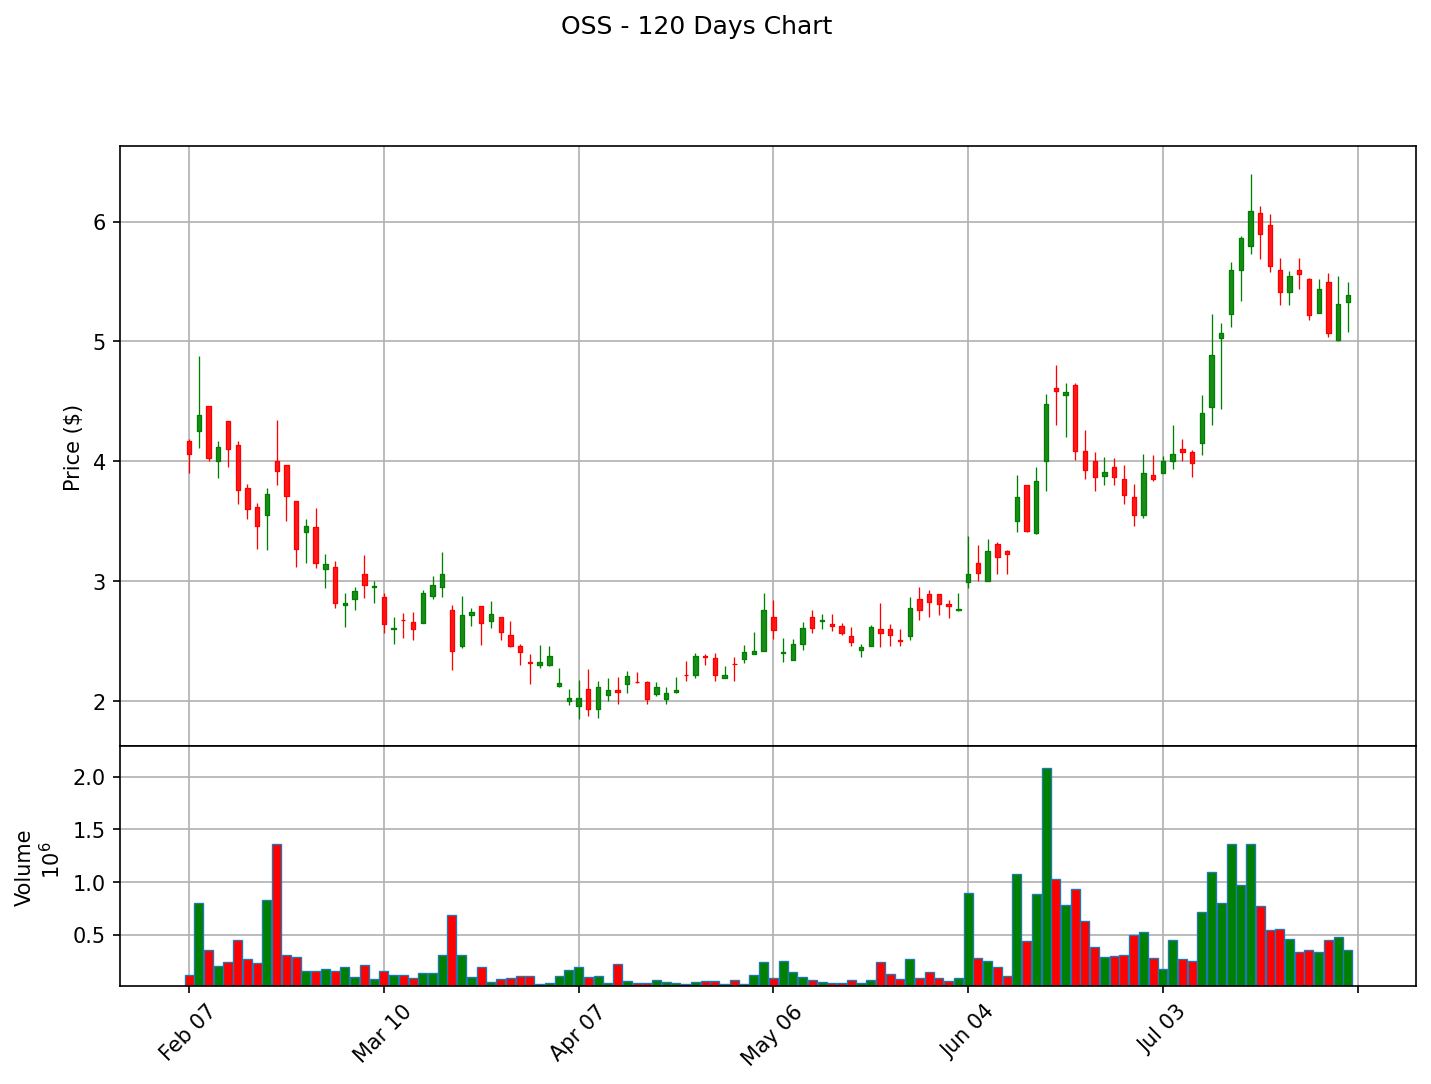 OSS - 120 Days Chart
Price ($)
6
5
4
3
2
Volume
10⁶
2.0
1.5
1.0
0.5
Feb 07
Mar 10
Apr 07
May 06
Jun 04
Jul 03